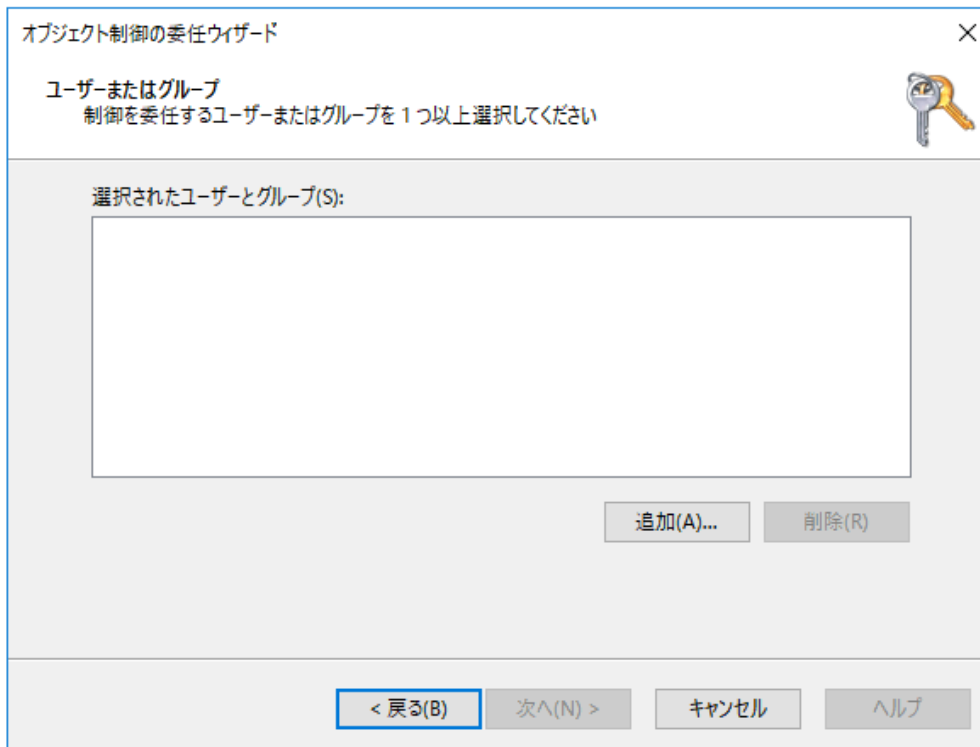 オブジェクト制御の委任ウィザード
ユーザーまたはグループ
制御を委任するユーザーまたはグループを 1 つ以上選択してください
選択されたユーザーとグループ(S):
追加(A)... 削除(R)
< 戻る(B) 次へ(N) > キャンセル ヘルプ